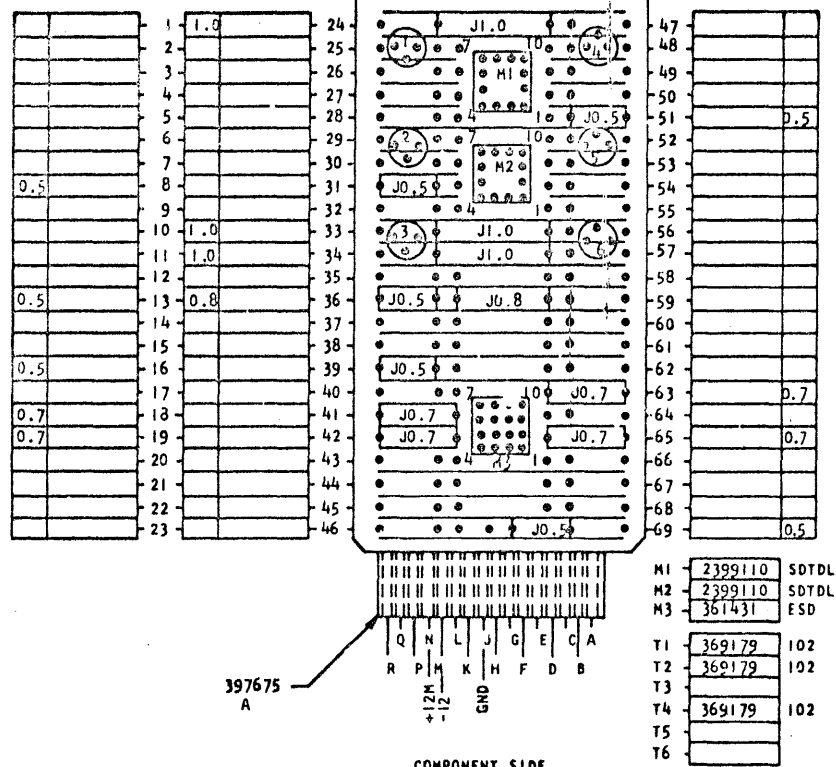 1 1.0 24 J1.0 47
2 25 1 7 10 4 48
3 26 M1 49
4 27 50
5 28 4 1 J0.5 51 0.5
6 29 2 7 10 52
7 30 M2 5 53
0.5 8 31 J0.5 54
9 32 4 1 55
10 1.0 33 3 J1.0 56
11 1.0 34 J1.0 6 57
12 35 58
0.5 13 0.8 36 J0.5 J0.8 59
14 37 60
15 38 61
0.5 16 39 J0.5 62
17 40 7 10 J0.7 63 0.7
0.7 18 41 J0.7 64
0.7 19 42 J0.7 J0.7 65 0.7
20 43 4 M3 1 66
21 44 67
22 45 68
23 46 J0.5 69 0.5
M1 2399110 SDTDL
M2 2399110 SDTDL
M3 361431 ESD
Q N L J G E C A
R P M K H F D B
+12M
-12
GND
397675
A
T1 369179 102
T2 369179 102
T3
T4 369179 102
T5
T6
COMPONENT SIDE